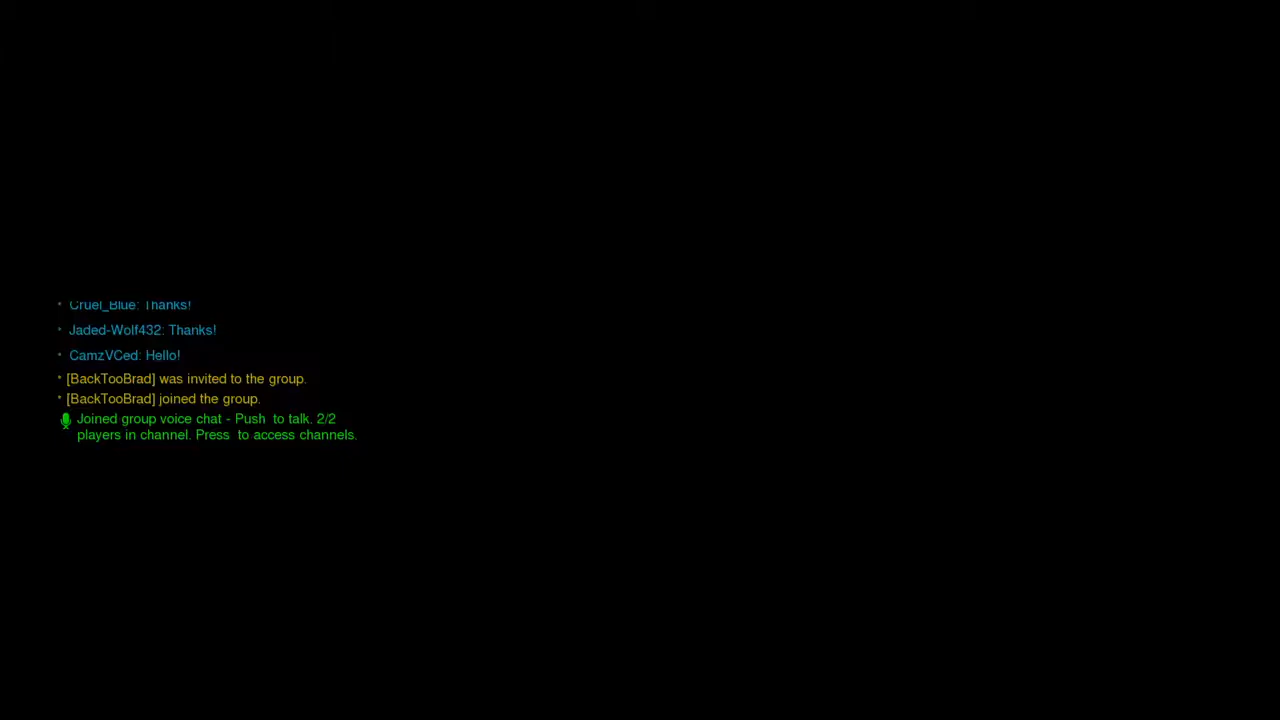 Cruel_Blue: Thanks!
Jaded-Wolf432: Thanks!
CamzVCed: Hello!
[BackTooBrad] was invited to the group.
[BackTooBrad] joined the group.
Joined group voice chat - Push  to talk. 2/2
players in channel. Press  to access channels.